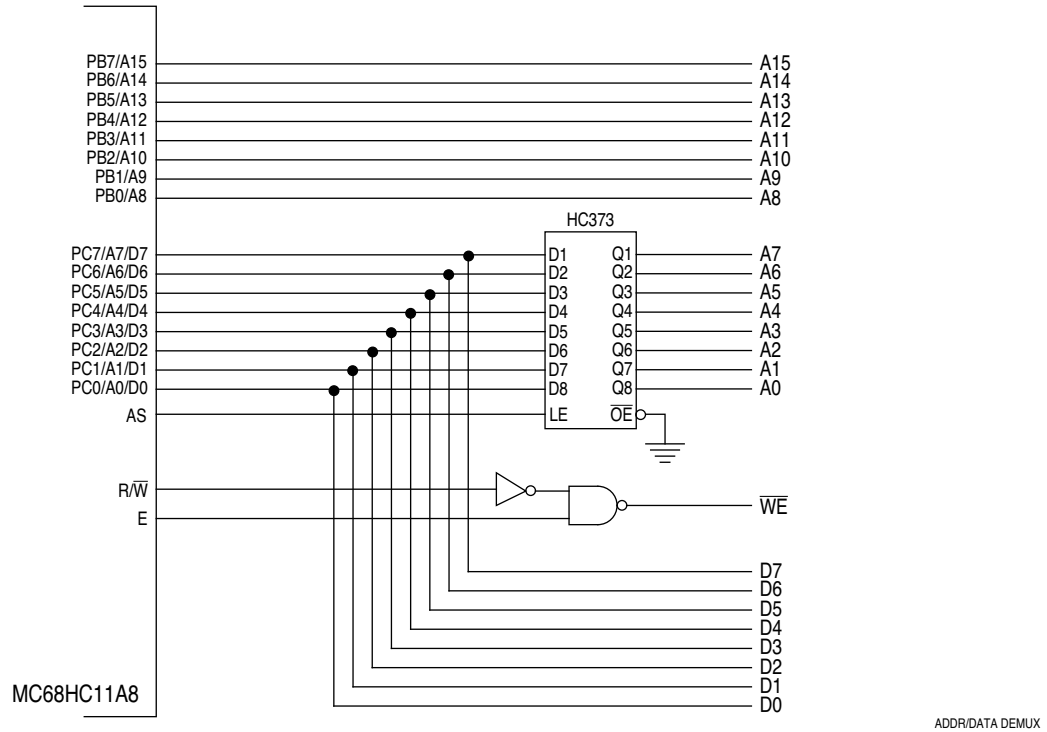 PB7/A15 A15
PB6/A14 A14
PB5/A13 A13
PB4/A12 A12
PB3/A11 A11
PB2/A10 A10
PB1/A9 A9
PB0/A8 A8
HC373
PC7/A7/D7 D1 Q1 A7
PC6/A6/D6 D2 Q2 A6
PC5/A5/D5 D3 Q3 A5
PC4/A4/D4 D4 Q4 A4
PC3/A3/D3 D5 Q5 A3
PC2/A2/D2 D6 Q6 A2
PC1/A1/D1 D7 Q7 A1
PC0/A0/D0 D8 Q8 A0
AS LE O̅E̅
R/W̅ W̅E̅
E
D7
D6
D5
D4
D3
D2
D1
D0
MC68HC11A8
ADDR/DATA DEMUX